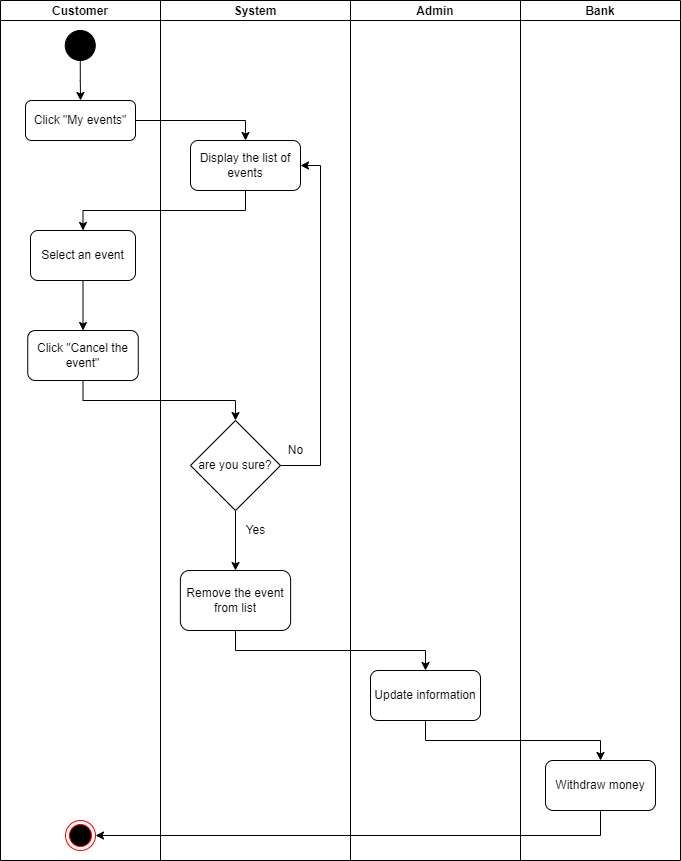 Customer
System
Admin
Bank
Click "My events"
Display the list of
events
Select an event
Click "Cancel the
event"
are you sure?
No
Yes
Remove the event
from list
Update information
Withdraw money